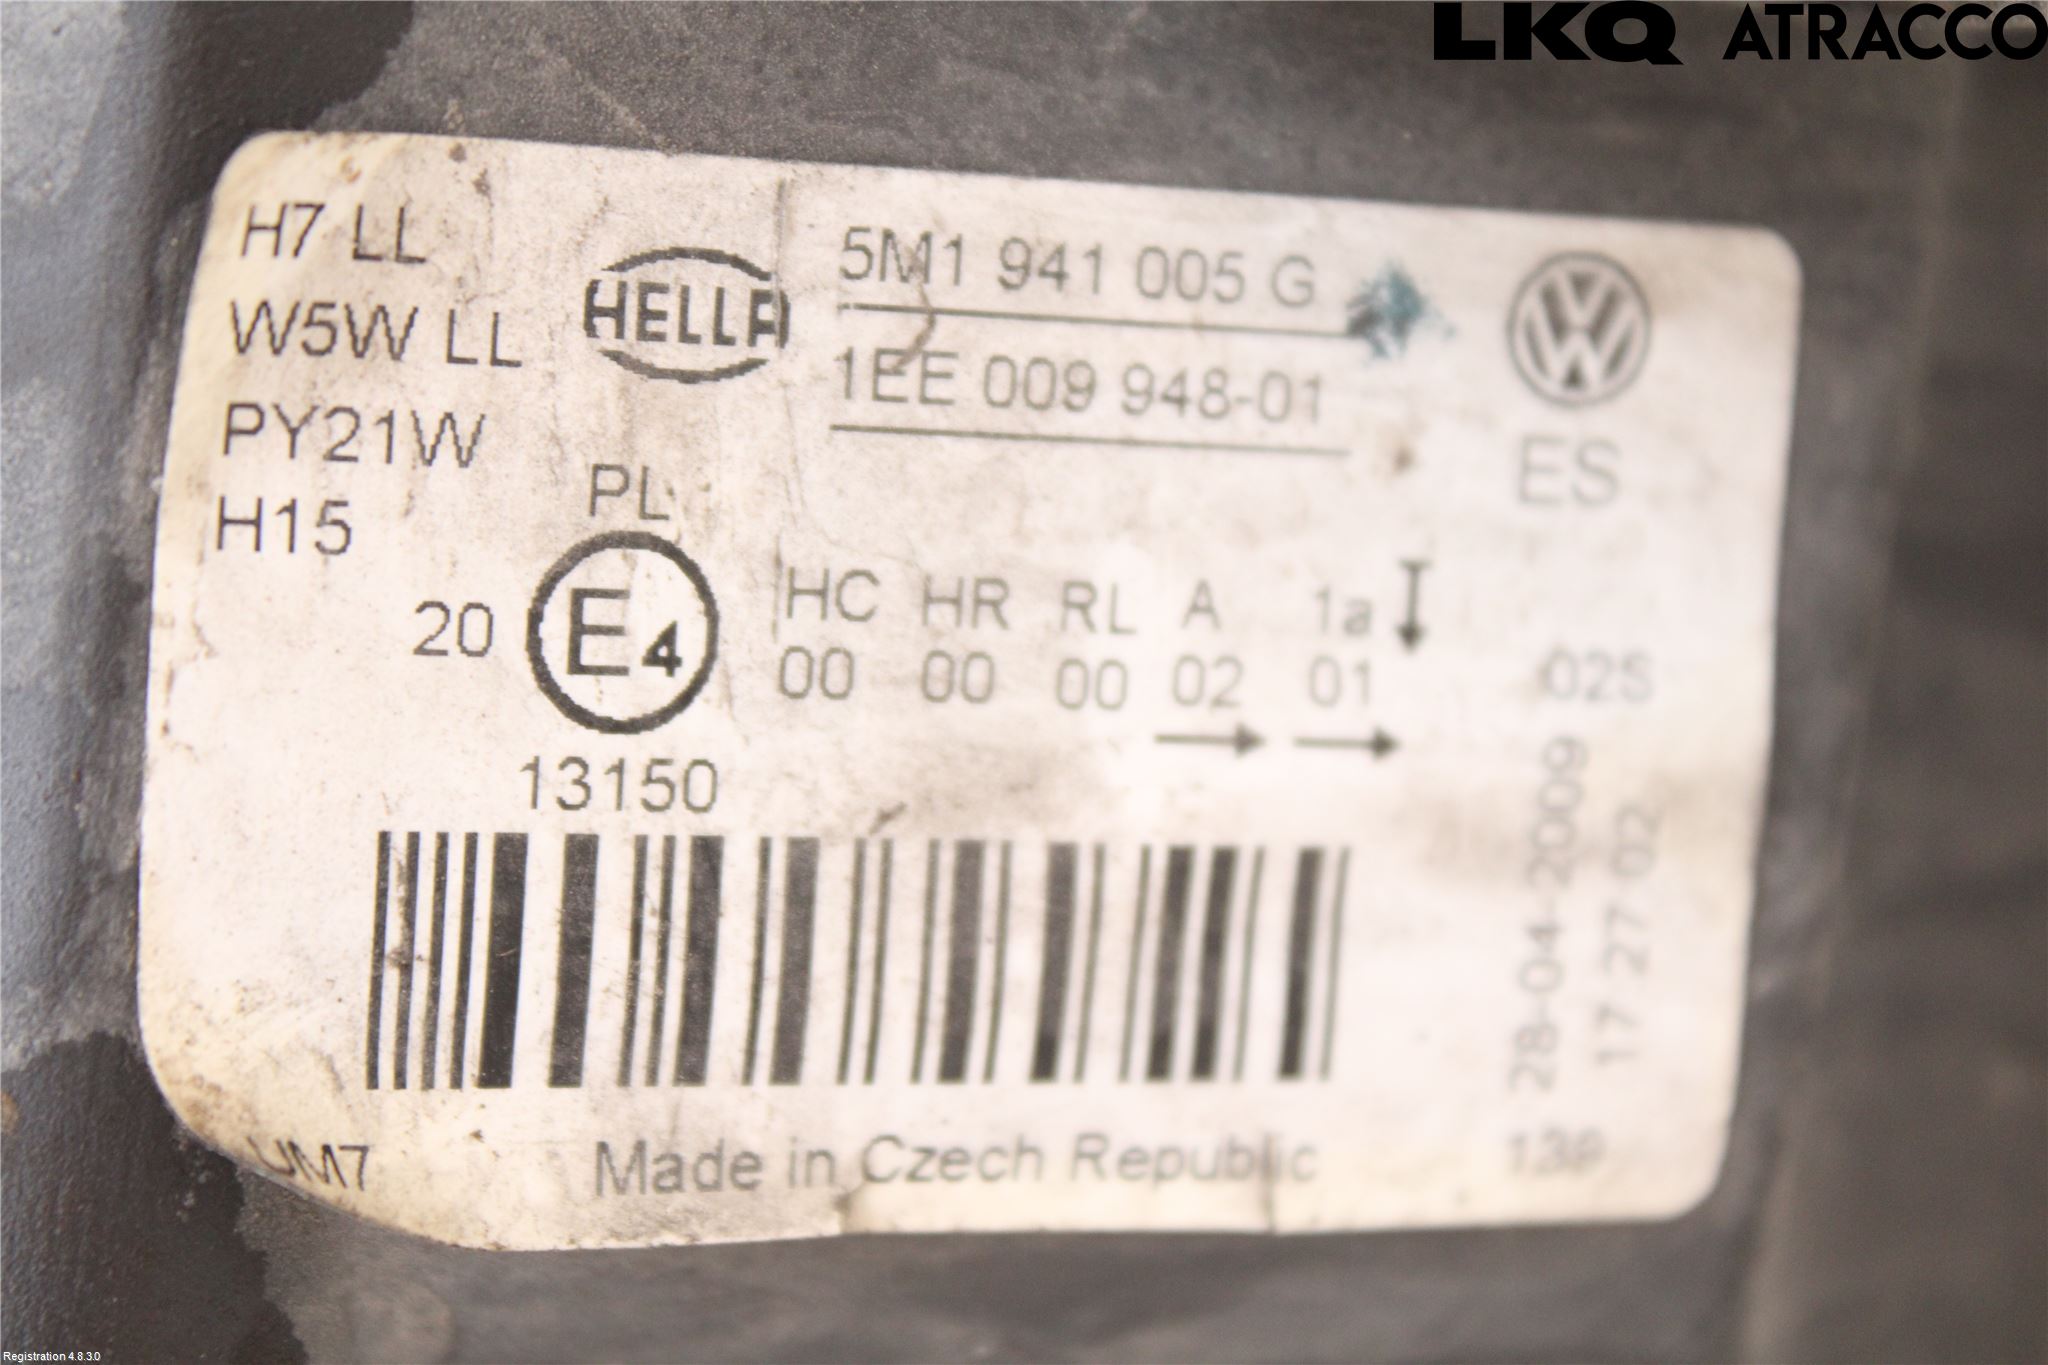 LKQ ATRACCO
H7 LL
W5W LL
PY21W
H15
HELLA
5M1 941 005 G
1EE 009 948-01
ES
PL
20 E4
13150
HC HR RL A 1a
00 00 00 02 01
02S
28-04-2009
17 27 02
UM7
Made in Czech Republic
Registration 4.8.3.0